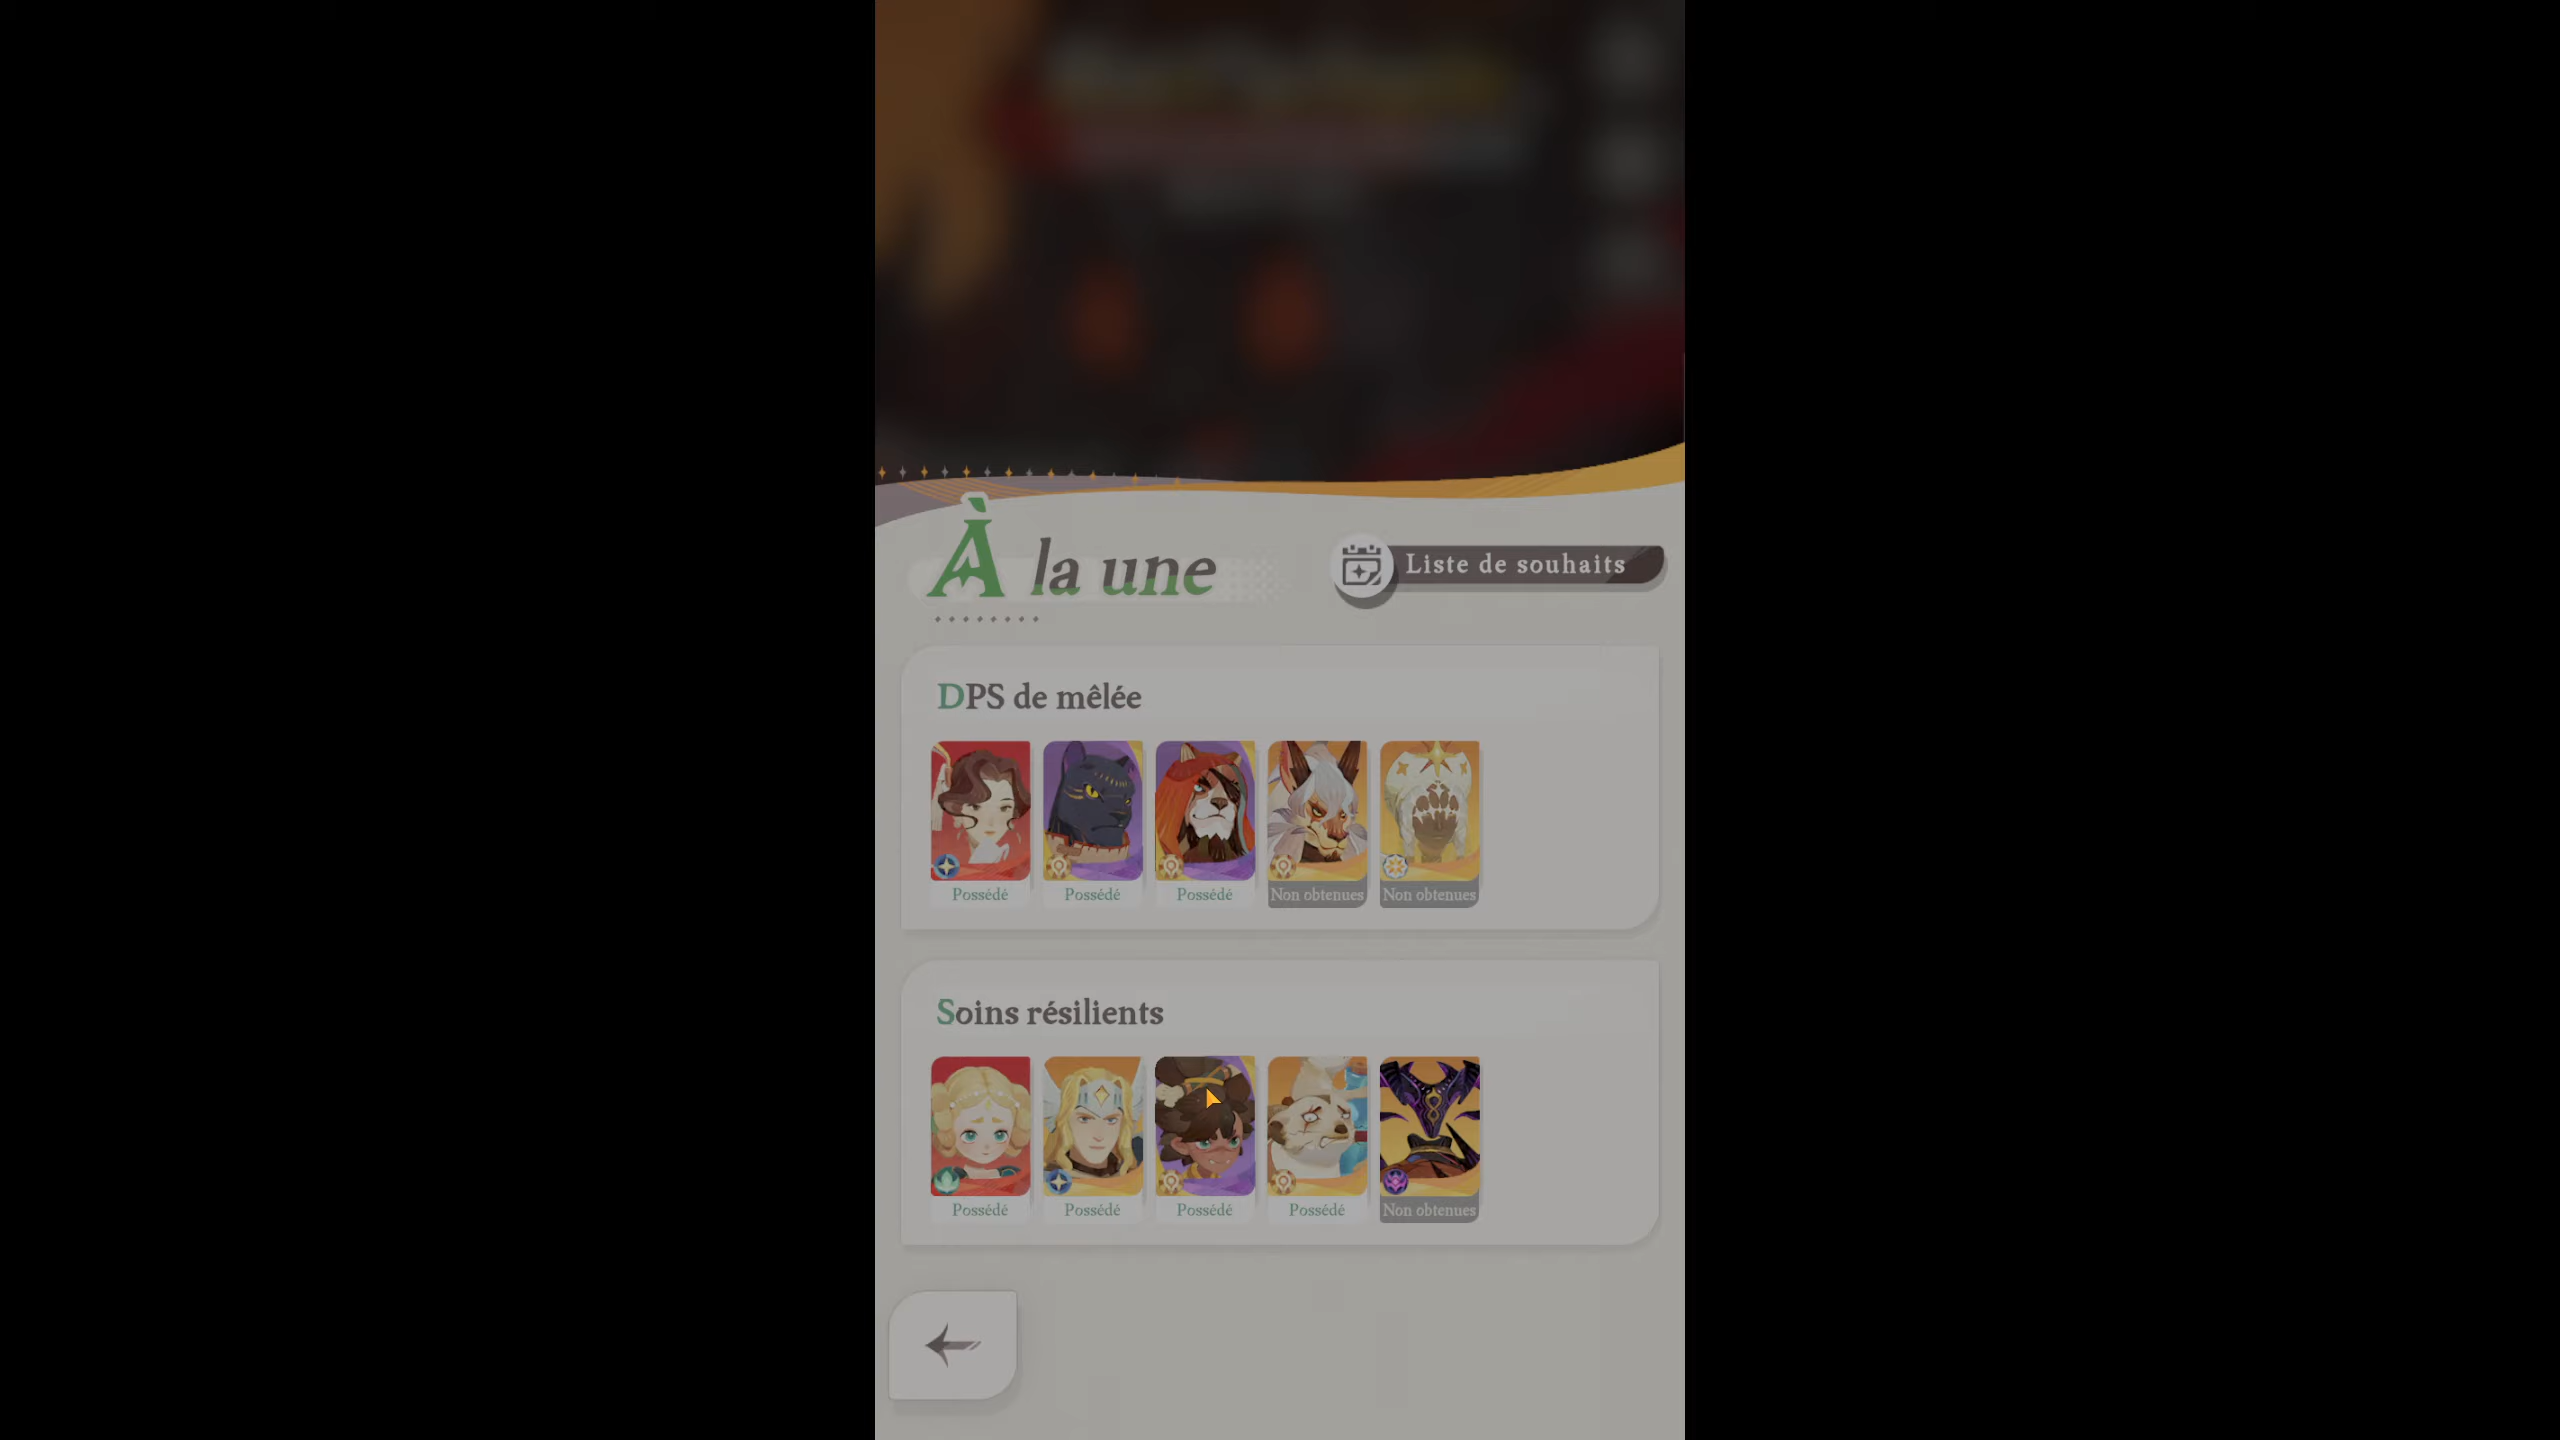 À la une
Liste de souhaits
DPS de mêlée
Possédé Possédé Possédé Non obtenues Non obtenues
Soins résilients
Possédé Possédé Possédé Possédé Non obtenues